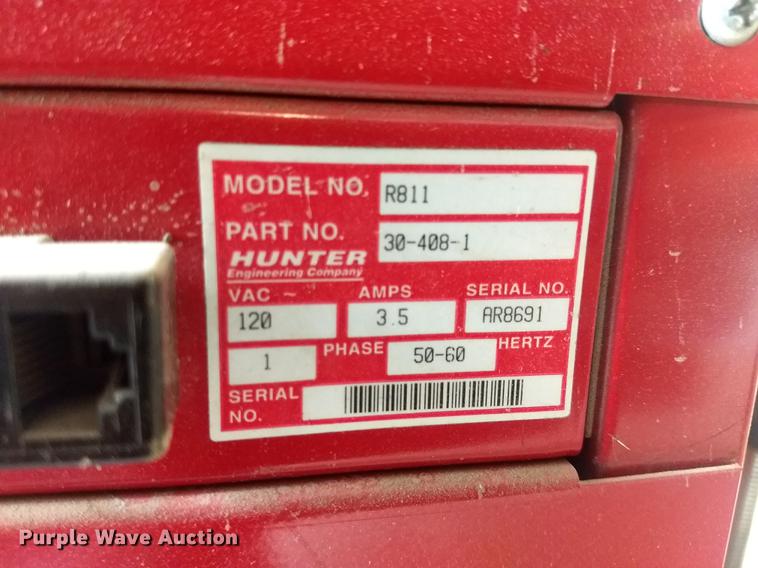 MODEL NO. R811
PART NO. 30-408-1
HUNTER
Engineering Company
VAC ~ AMPS SERIAL NO.
120 3.5 AR8691
1 PHASE 50-60 HERTZ
SERIAL
NO.
Purple Wave Auction